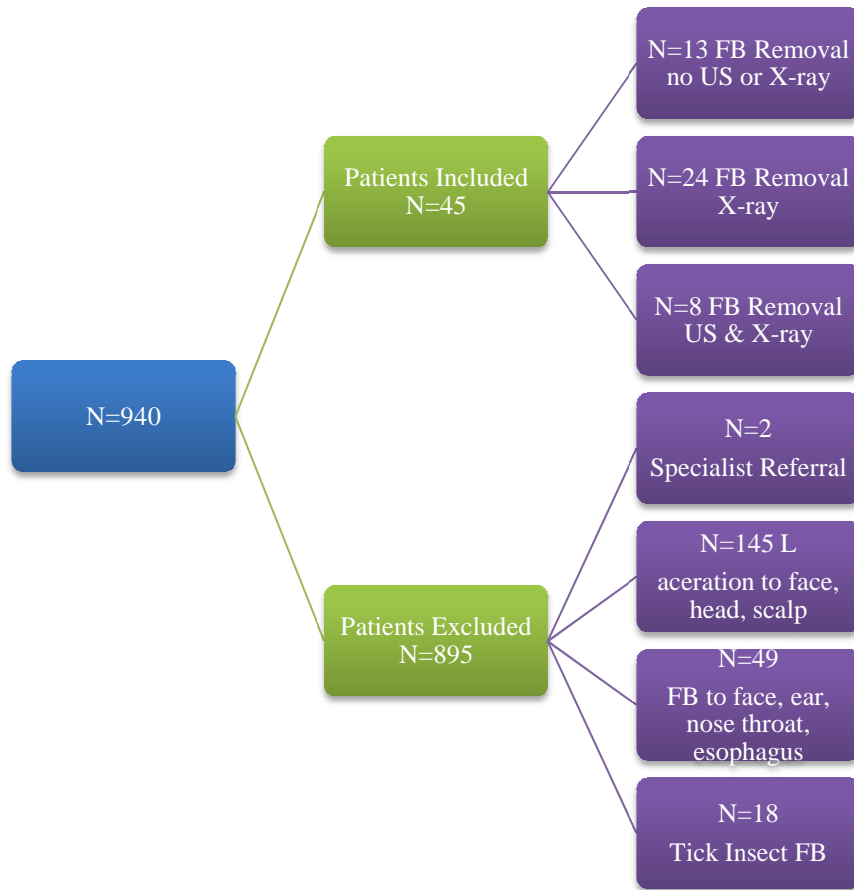 N=940
Patients Included
N=45
N=13 FB Removal
no US or X-ray
N=24 FB Removal
X-ray
N=8 FB Removal
US & X-ray
Patients Excluded
N=895
N=2
Specialist Referral
N=145 L
aceration to face,
head, scalp
N=49
FB to face, ear,
nose throat,
esophagus
N=18
Tick Insect FB